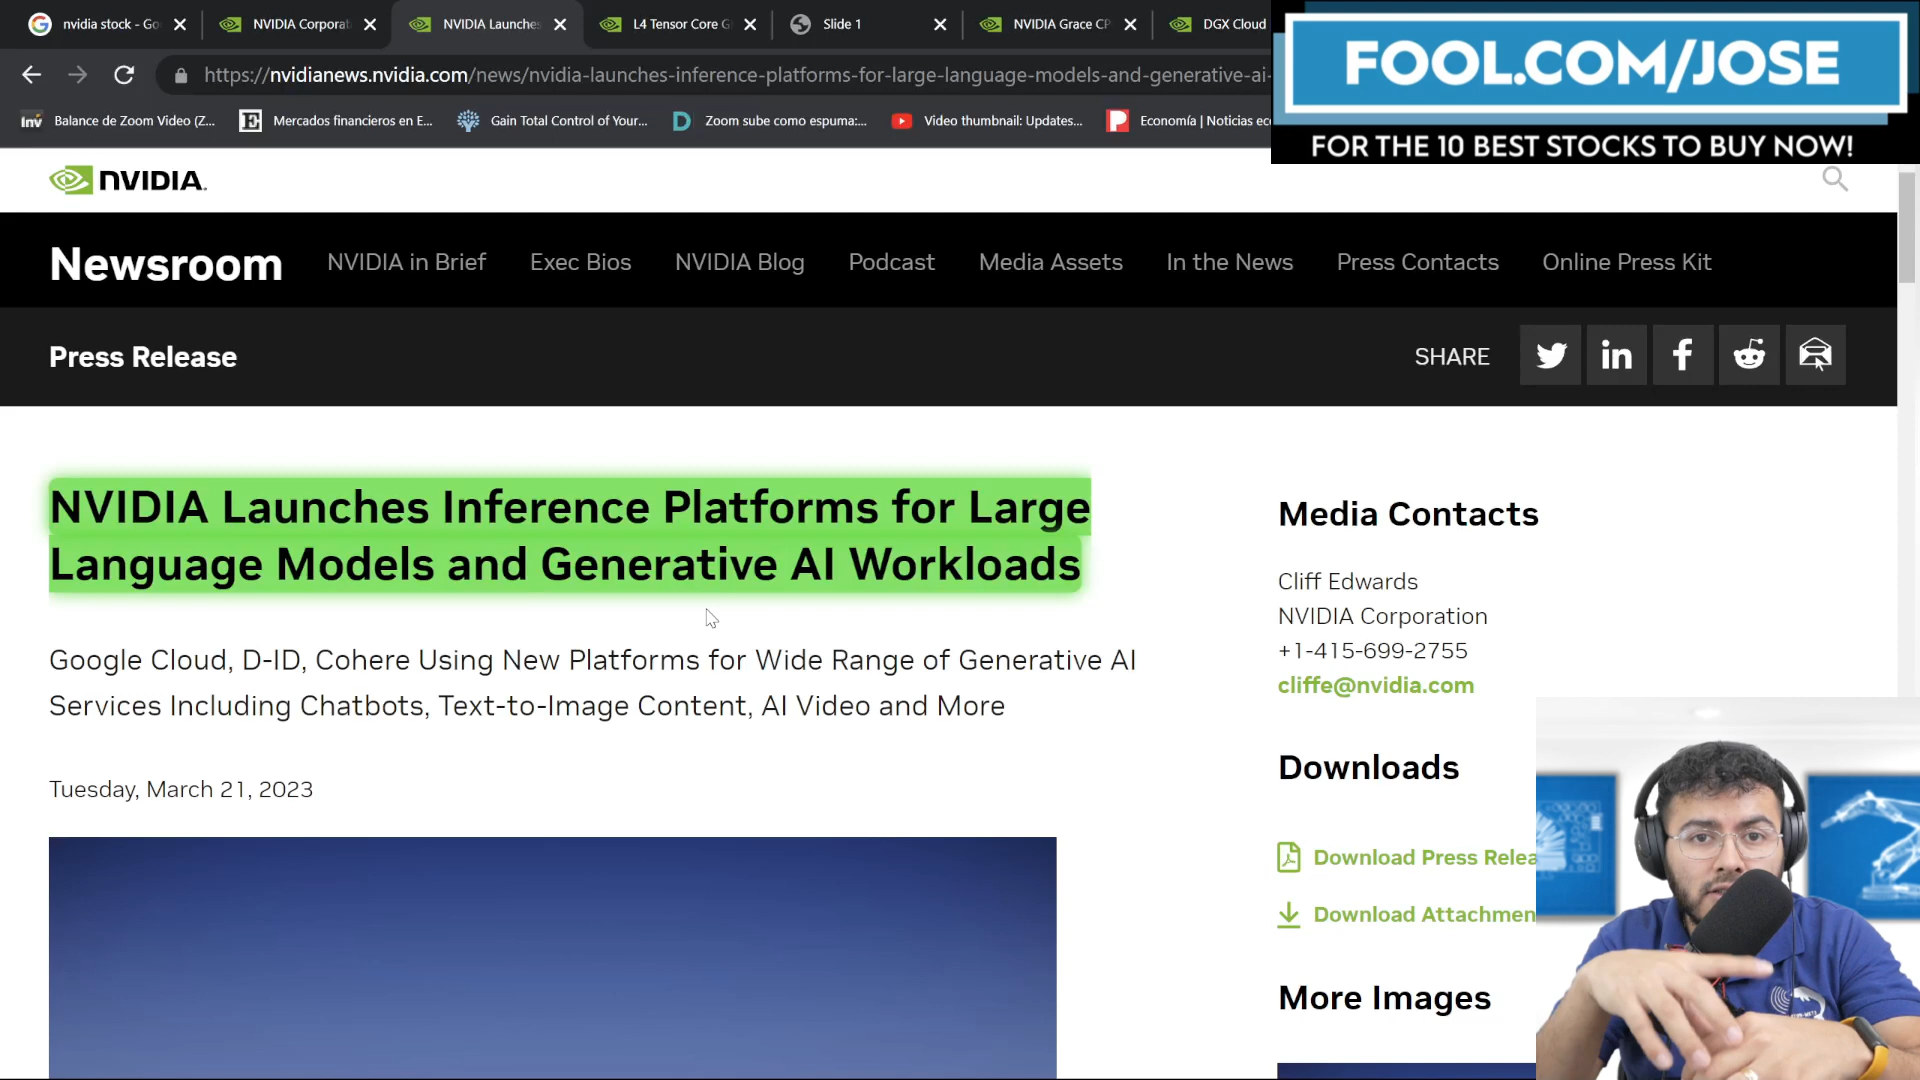 nvidia stock - Go
NVIDIA Corporat
NVIDIA Launches
L4 Tensor Core G
Slide 1
NVIDIA Grace CP
DGX Cloud
https://nvidianews.nvidia.com/news/nvidia-launches-inference-platforms-for-large-language-models-and-generative-ai-
Inv Balance de Zoom Video (Z...
E Mercados financieros en E...
Gain Total Control of Your...
D Zoom sube como espuma:...
Video thumbnail: Updates...
P Economía | Noticias ec
FOOL.COM/JOSE
FOR THE 10 BEST STOCKS TO BUY NOW!
NVIDIA.
Newsroom
NVIDIA in Brief
Exec Bios
NVIDIA Blog
Podcast
Media Assets
In the News
Press Contacts
Online Press Kit
Press Release
SHARE
NVIDIA Launches Inference Platforms for Large
Language Models and Generative AI Workloads
Google Cloud, D-ID, Cohere Using New Platforms for Wide Range of Generative AI
Services Including Chatbots, Text-to-Image Content, AI Video and More
Tuesday, March 21, 2023
Media Contacts
Cliff Edwards
NVIDIA Corporation
+1-415-699-2755
cliffe@nvidia.com
Downloads
Download Press Relea
Download Attachmen
More Images